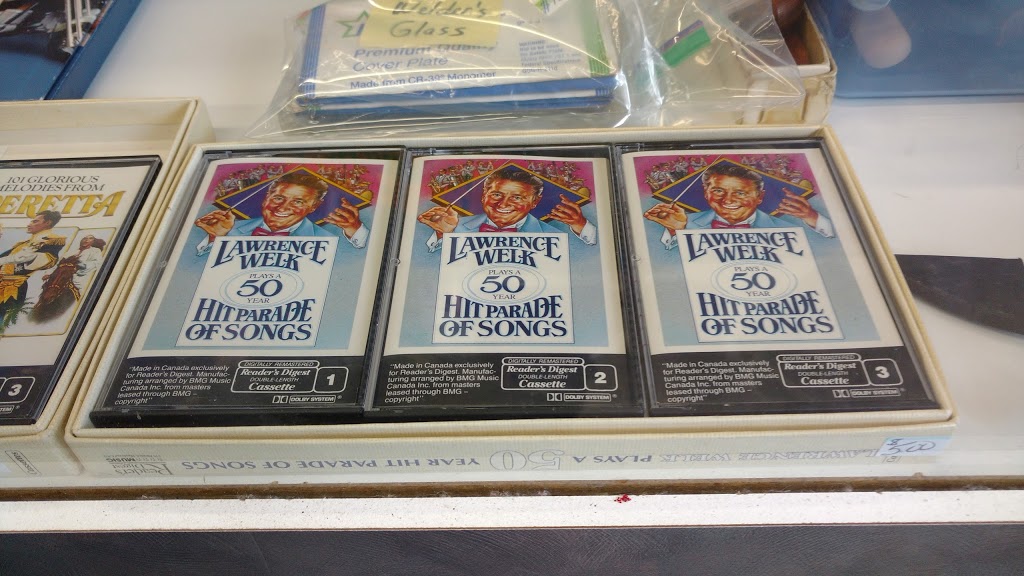 Welder's
Glass
Premium Quality
Cover Plate
Made from CR-39® Monomer
101 GLORIOUS
MELODIES FROM
ERETTA
3
LAWRENCE
WELK
PLAYS A
50
YEAR
HIT PARADE
OF SONGS
"Made in Canada exclusively
for Reader's Digest. Manufac-
turing arranged by BMG Music
Canada Inc. from masters
leased through BMG –
copyright"
DIGITALLY REMASTERED
Reader's Digest
DOUBLE-LENGTH
Cassette
1
DOLBY SYSTEM
LAWRENCE
WELK
PLAYS A
50
YEAR
HIT PARADE
OF SONGS
"Made in Canada exclusively
for Reader's Digest. Manufac-
turing arranged by BMG Music
Canada Inc. from masters
leased through BMG –
copyright"
DIGITALLY REMASTERED
Reader's Digest
DOUBLE-LENGTH
Cassette
2
DOLBY SYSTEM
LAWRENCE
WELK
PLAYS A
50
YEAR
HIT PARADE
OF SONGS
"Made in Canada exclusively
for Reader's Digest. Manufac-
turing arranged by BMG Music
Canada Inc. from masters
leased through BMG –
copyright"
DIGITALLY REMASTERED
Reader's Digest
DOUBLE-LENGTH
Cassette
3
DOLBY SYSTEM
LAWRENCE WELK PLAYS A 50 YEAR HIT PARADE OF SONGS